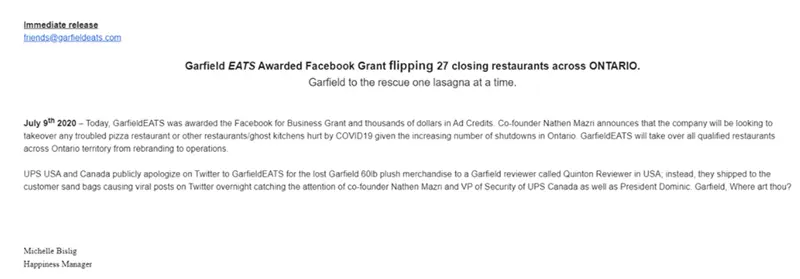 Immediate release
friends@garfieldeats.com
Garfield EATS Awarded Facebook Grant flipping 27 closing restaurants across ONTARIO.
Garfield to the rescue one lasagna at a time.
July 9th 2020 – Today, GarfieldEATS was awarded the Facebook for Business Grant and thousands of dollars in Ad Credits. Co-founder Nathen Mazri announces that the company will be looking to
takeover any troubled pizza restaurant or other restaurants/ghost kitchens hurt by COVID19 given the increasing number of shutdowns in Ontario. GarfieldEATS will take over all qualified restaurants
across Ontario territory from rebranding to operations.
UPS USA and Canada publicly apologize on Twitter to GarfieldEATS for the lost Garfield 60lb plush merchandise to a Garfield reviewer called Quinton Reviewer in USA, instead, they shipped to the
customer sand bags causing viral posts on Twitter overnight catching the attention of co-founder Nathen Mazri and VP of Security of UPS Canada as well as President Dominic. Garfield, Where art thou?
Michelle Bislig
Happiness Manager